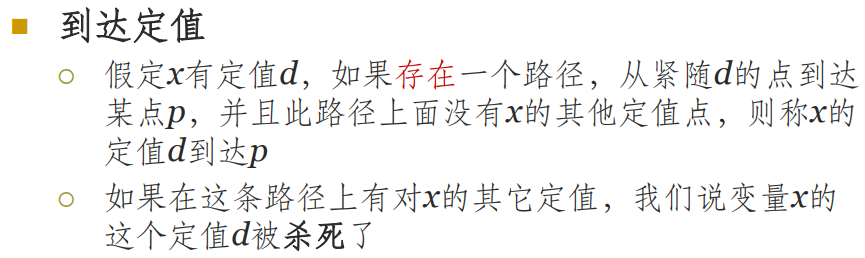 到达定值
假定x有定值d，如果存在一个路径，从紧随d的点到达
某点p，并且此路径上面没有x的其他定值点，则称x的
定值d到达p
如果在这条路径上有对x的其它定值，我们说变量x的
这个定值d被杀死了